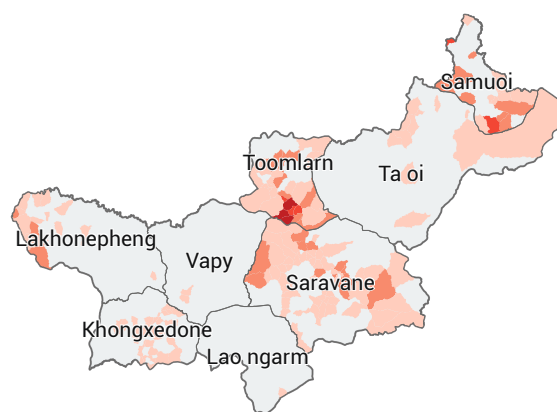 Samuoi
Toomlarn
Ta oi
Lakhonepheng
Vapy
Saravane
Khongxedone
Lao ngarm